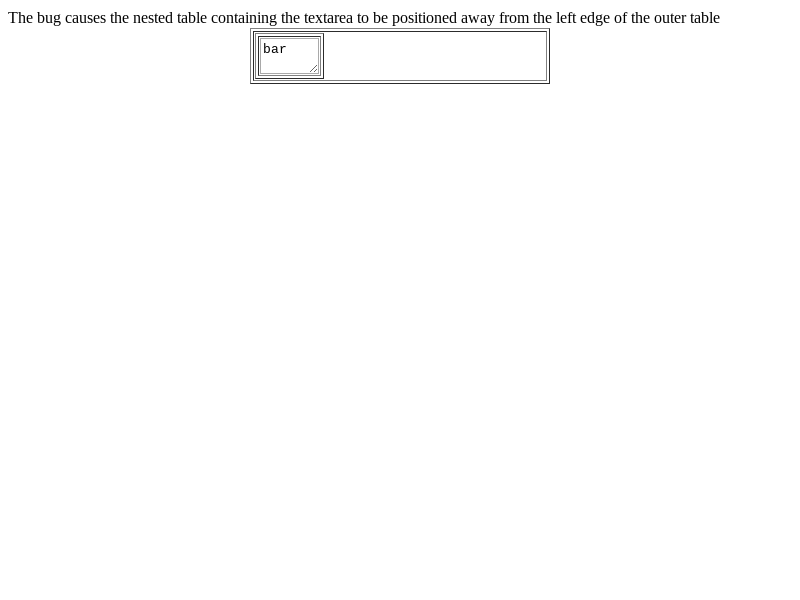 The bug causes the nested table containing the textarea to be positioned away from the left edge of the outer table
bar